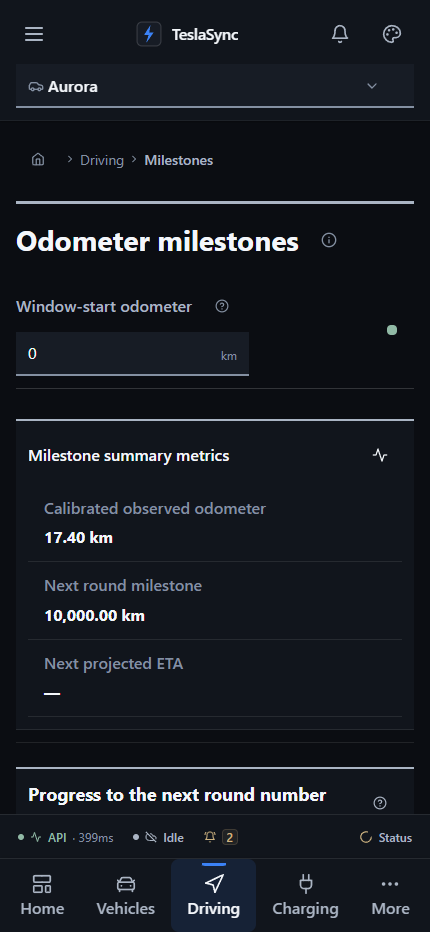 TeslaSync
Aurora
Driving
Milestones
Odometer milestones
Window-start odometer
0 km
Milestone summary metrics
Calibrated observed odometer
17.40 km
Next round milestone
10,000.00 km
Next projected ETA
—
Progress to the next round number
API · 399ms
Idle
2
Status
Home
Vehicles
Driving
Charging
More